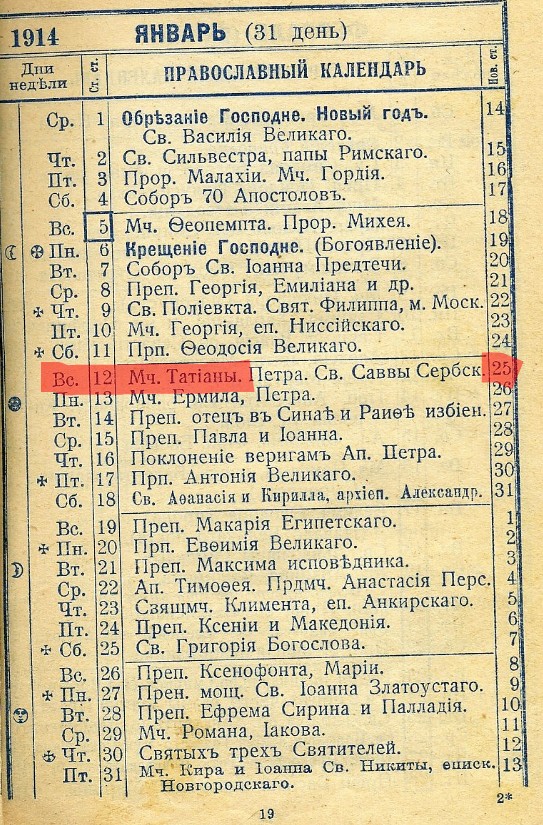 1914 ЯНВАРЬ (31 день)
Дни недѣли Ст. ст. ПРАВОСЛАВНЫЙ КАЛЕНДАРЬ Нов. ст.
Ср. 1 Обрѣзаніе Господне. Новый годъ. 14
Св. Василія Великаго.
Чт. 2 Св. Сильвестра, папы Римскаго. 15
Пт. 3 Прор. Малахіи. Мч. Гордія. 16
Сб. 4 Соборъ 70 Апостоловъ. 17
Вс. 5 Мч. Ѳеопемпта. Прор. Михея. 18
Пн. 6 Крещеніе Господне. (Богоявленіе). 19
Вт. 7 Соборъ Св. Іоанна Предтечи. 20
Ср. 8 Преп. Георгія, Емиліана и др. 21
Чт. 9 Св. Поліевкта. Свят. Филиппа, м. Моск. 22
Пт. 10 Мч. Георгія, еп. Ниссійскаго. 23
Сб. 11 Прп. Ѳеодосія Великаго. 24
Вс. 12 Мч. Татіаны. Петра. Св. Саввы Сербск. 25
Пн. 13 Мч. Ермила, Петра. 26
Вт. 14 Преп. отецъ въ Синаѣ и Раиѳѣ избіен. 27
Ср. 15 Преп. Павла и Іоанна. 28
Чт. 16 Поклоненіе веригамъ Ап. Петра. 29
Пт. 17 Прп. Антонія Великаго. 30
Сб. 18 Св. Аѳанасія и Кирилла, архіеп. Александр. 31
Вс. 19 Преп. Макарія Египетскаго. 1
Пн. 20 Прп. Евѳимія Великаго. 2
Вт. 21 Преп. Максима исповѣдника. 3
Ср. 22 Ап. Тимоѳея. Прдмч. Анастасія Перс. 4
Чт. 23 Свящмч. Климента, еп. Анкирскаго. 5
Пт. 24 Преп. Ксеніи и Македонія. 6
Сб. 25 Св. Григорія Богослова. 7
Вс. 26 Преп. Ксенофонта, Маріи. 8
Пн. 27 Прен. мощ. Св. Іоанна Златоустаго. 9
Вт. 28 Преп. Ефрема Сирина и Палладія. 10
Ср. 29 Мч. Романа, Іакова. 11
Чт. 30 Святыхъ трехъ Святителей. 12
Пт. 31 Мч. Кира и Іоанна Св. Никиты, еписк. 13
Новгородскаго.
19 2*